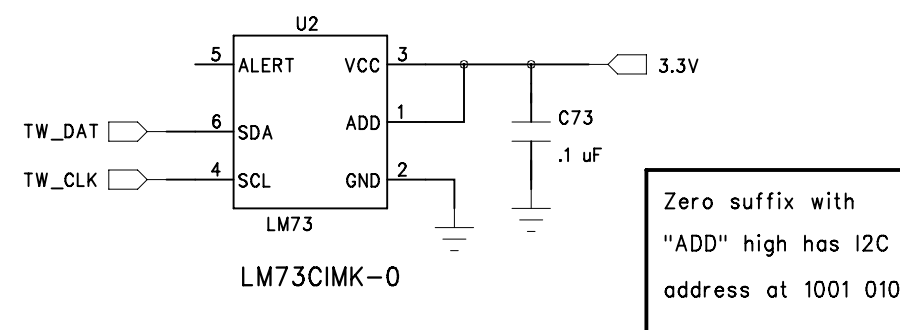 U2
5 ALERT VCC 3 3.3V
ADD 1 C73
TW_DAT 6 SDA
.1 uF
TW_CLK 4 SCL GND 2
LM73
LM73CIMK-0
Zero suffix with
"ADD" high has I2C
address at 1001 010